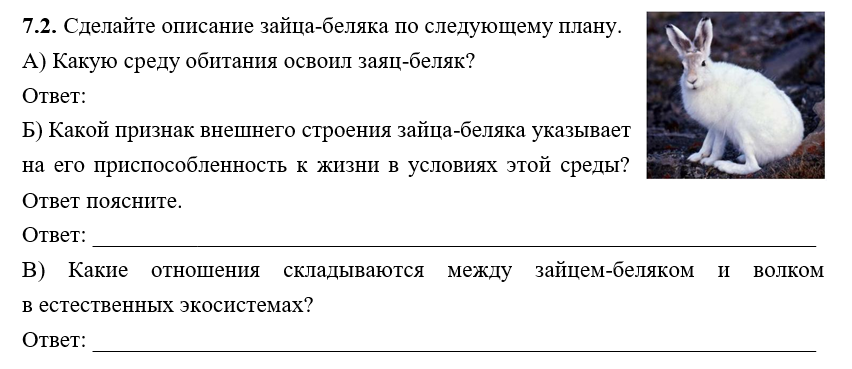 7.2. Сделайте описание зайца-беляка по следующему плану.
А) Какую среду обитания освоил заяц-беляк?
Ответ:
Б) Какой признак внешнего строения зайца-беляка указывает
на его приспособленность к жизни в условиях этой среды?
Ответ поясните.
Ответ:
В) Какие отношения складываются между зайцем-беляком и волком
в естественных экосистемах?
Ответ: